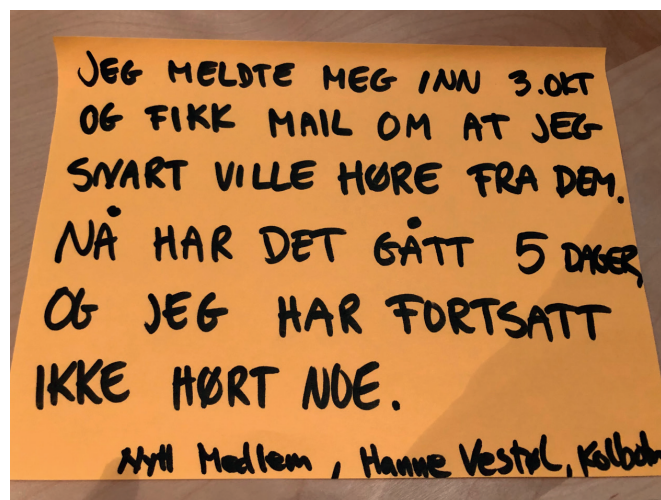 JEG MELDTE MEG INN 3.OKT
OG FIKK MAIL OM AT JEG
SNART VILLE HØRE FRA DEM.
NÅ HAR DET GÅTT 5 DAGER,
OG JEG HAR FORTSATT
IKKE HØRT NOE.
Nytt Medlem, Hanne Vestøl,